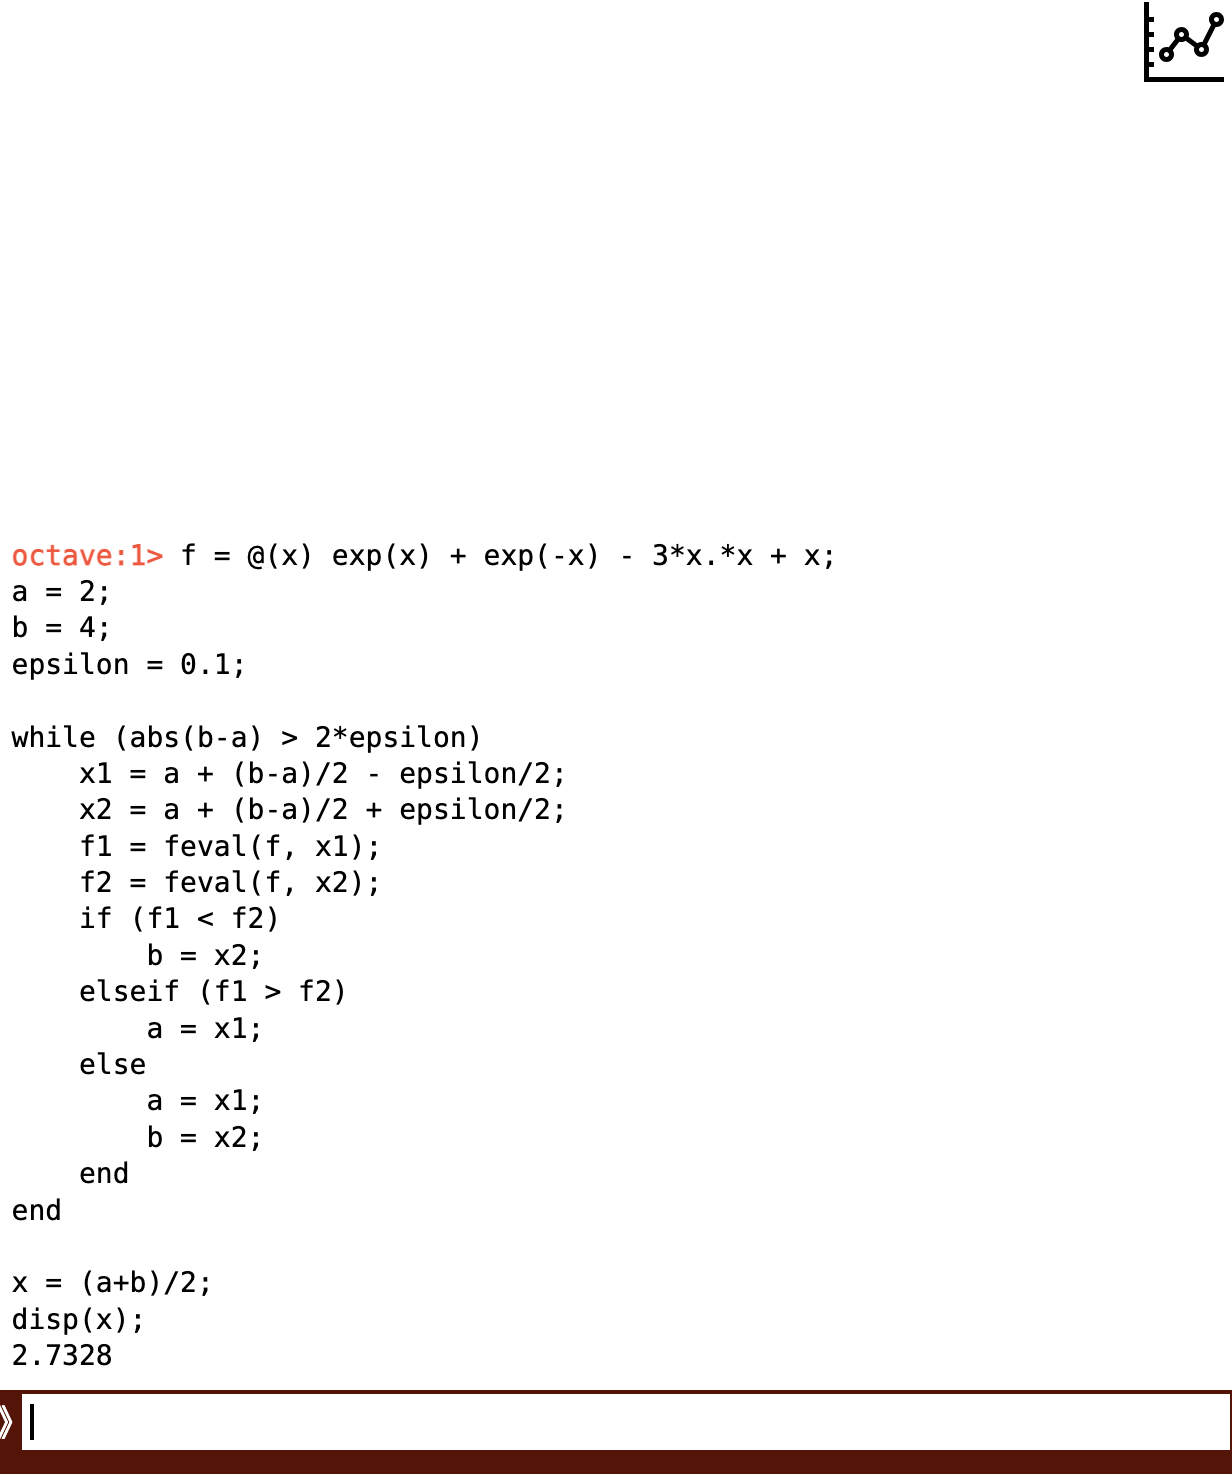 octave:1> f = @(x) exp(x) + exp(-x) - 3*x.*x + x;
a = 2;
b = 4;
epsilon = 0.1;
while (abs(b-a) > 2*epsilon)
    x1 = a + (b-a)/2 - epsilon/2;
    x2 = a + (b-a)/2 + epsilon/2;
    f1 = feval(f, x1);
    f2 = feval(f, x2);
    if (f1 < f2)
        b = x2;
    elseif (f1 > f2)
        a = x1;
    else
        a = x1;
        b = x2;
    end
end
x = (a+b)/2;
disp(x);
2.7328